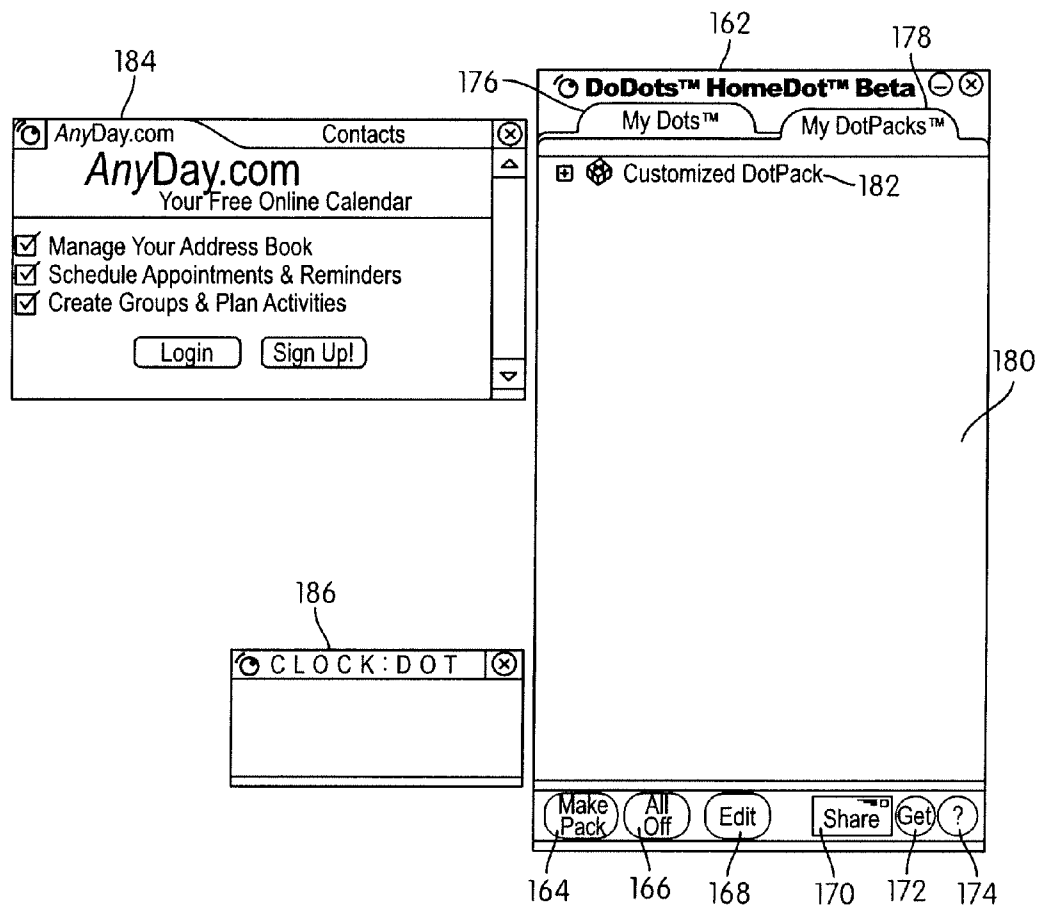 184
AnyDay.com Contacts
AnyDay.com
Your Free Online Calendar
Manage Your Address Book
Schedule Appointments & Reminders
Create Groups & Plan Activities
Login Sign Up!
186
CLOCK:DOT
162
176
178
DoDots™ HomeDot™ Beta
My Dots™ My DotPacks™
Customized DotPack
182
180
Make Pack All Off Edit Share Get ?
164 166 168 170 172 174